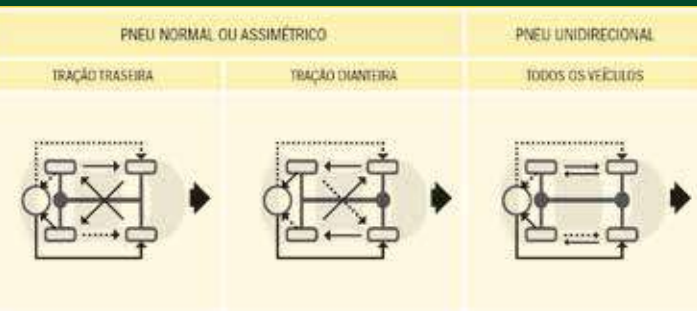 PNEU NORMAL OU ASSIMÉTRICO
PNEU UNIDIRECIONAL
TRAÇÃO TRASEIRA
TRAÇÃO DIANTEIRA
TODOS OS VEÍCULOS